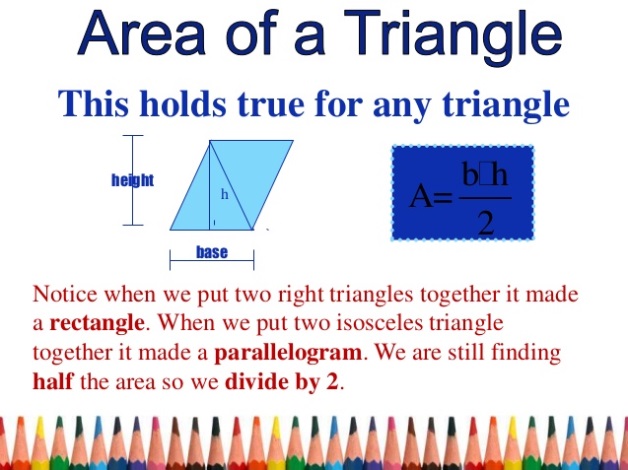 Area of a Triangle
This holds true for any triangle
height
h
base
A= b□h
2
Notice when we put two right triangles together it made
a rectangle. When we put two isosceles triangle
together it made a parallelogram. We are still finding
half the area so we divide by 2.